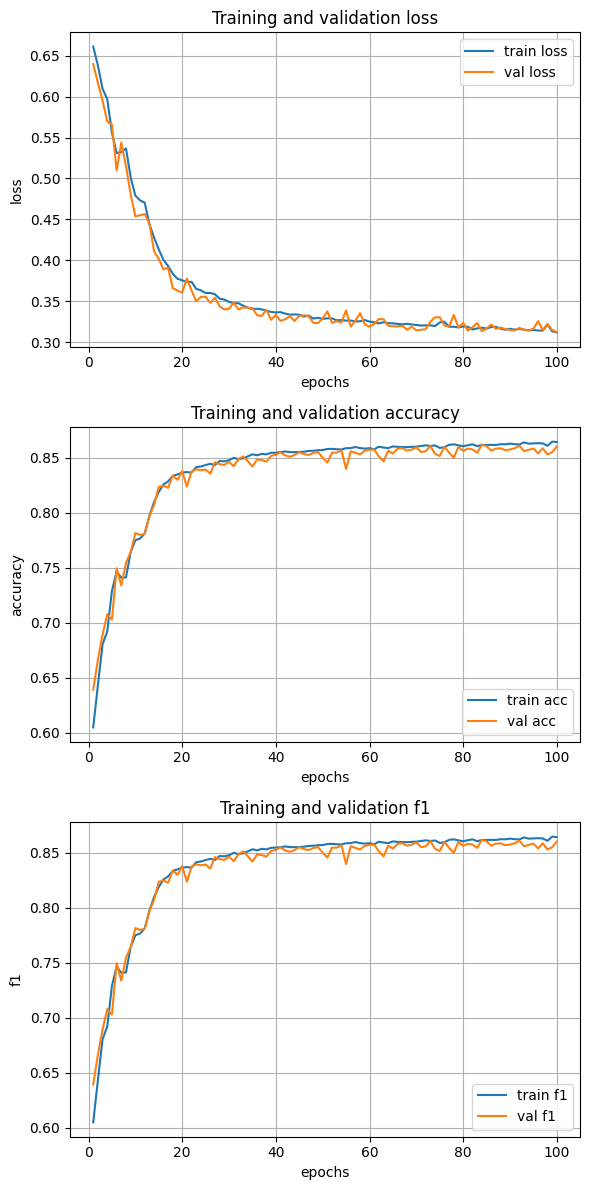 Training and validation loss
0.65
0.60
0.55
0.50
0.45
0.40
0.35
0.30
loss
train loss
val loss
0 20 40 60 80 100
epochs
Training and validation accuracy
0.85
0.80
0.75
0.70
0.65
0.60
accuracy
train acc
val acc
0 20 40 60 80 100
epochs
Training and validation f1
0.85
0.80
0.75
0.70
0.65
0.60
f1
train f1
val f1
0 20 40 60 80 100
epochs